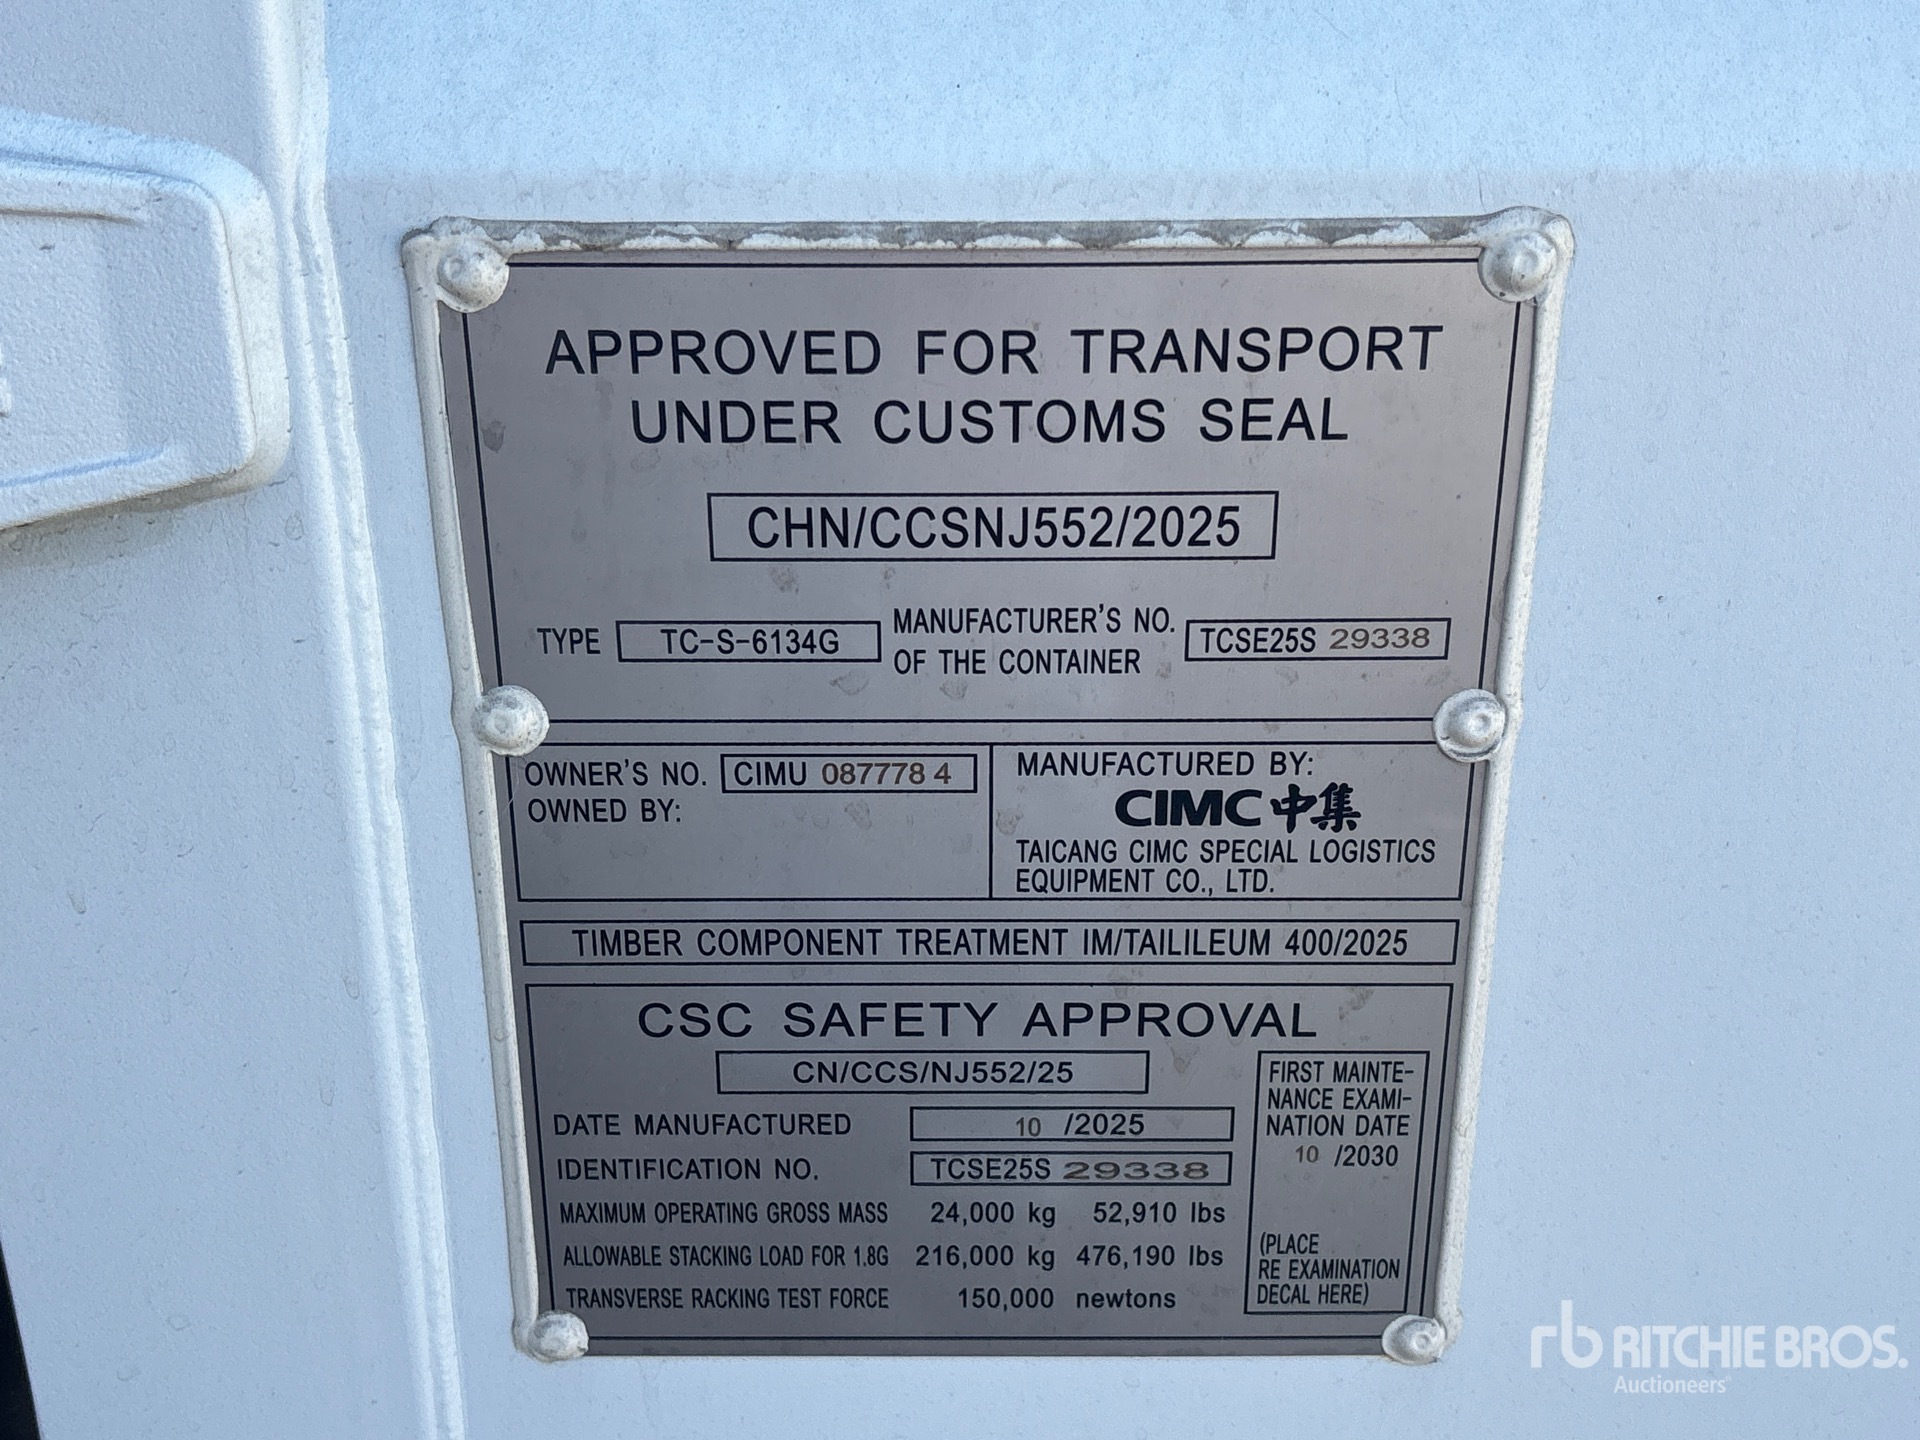 APPROVED FOR TRANSPORT
UNDER CUSTOMS SEAL
CHN/CCSNJ552/2025
TYPE TC-S-6134G
MANUFACTURER'S NO.
OF THE CONTAINER
TCSE25S 29338
OWNER'S NO. CIMU 087778 4
OWNED BY:
MANUFACTURED BY:
CIMC 中集
TAICANG CIMC SPECIAL LOGISTICS
EQUIPMENT CO., LTD.
TIMBER COMPONENT TREATMENT IM/TAILILEUM 400/2025
CSC SAFETY APPROVAL
CN/CCS/NJ552/25
DATE MANUFACTURED 10 /2025
IDENTIFICATION NO. TCSE25S 29338
MAXIMUM OPERATING GROSS MASS 24,000 kg 52,910 lbs
ALLOWABLE STACKING LOAD FOR 1.8G 216,000 kg 476,190 lbs
TRANSVERSE RACKING TEST FORCE 150,000 newtons
FIRST MAINTE-
NANCE EXAMI-
NATION DATE
10 /2030
(PLACE
RE EXAMINATION
DECAL HERE)
rb RITCHIE BROS.
Auctioneers